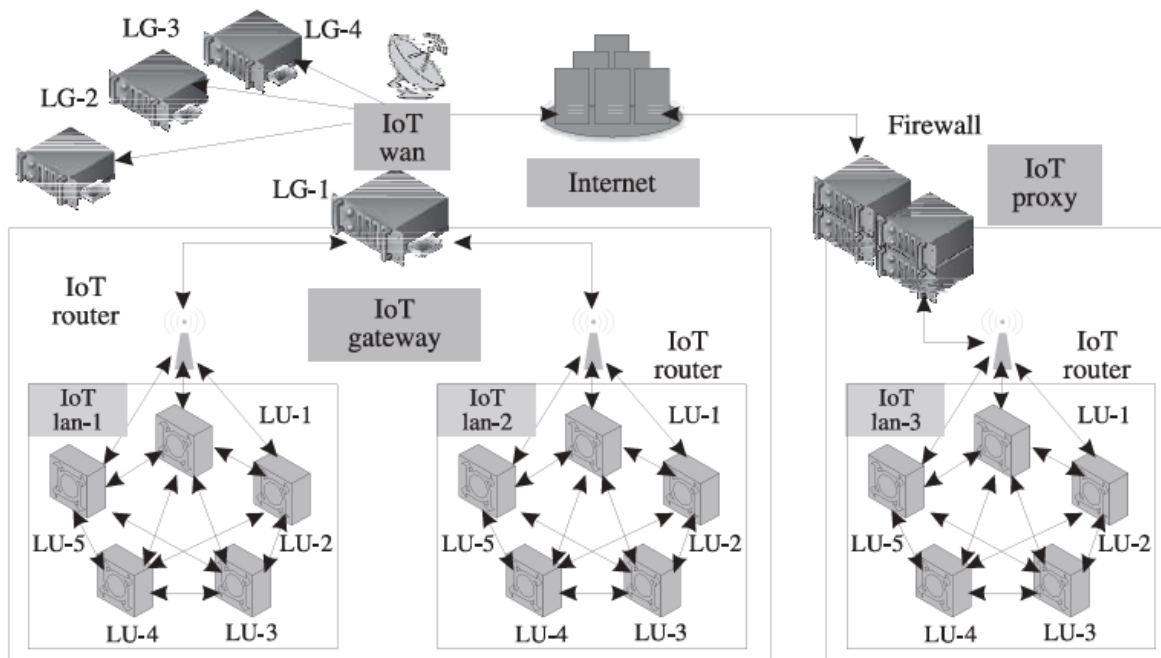 LG-3
LG-4
LG-2
IoT
wan
Firewall
Internet
IoT
proxy
LG-1
IoT
router
IoT
gateway
IoT
router
IoT
router
IoT
lan-1
LU-1
IoT
lan-2
LU-1
IoT
lan-3
LU-1
LU-5
LU-2
LU-5
LU-2
LU-5
LU-2
LU-4
LU-3
LU-4
LU-3
LU-4
LU-3